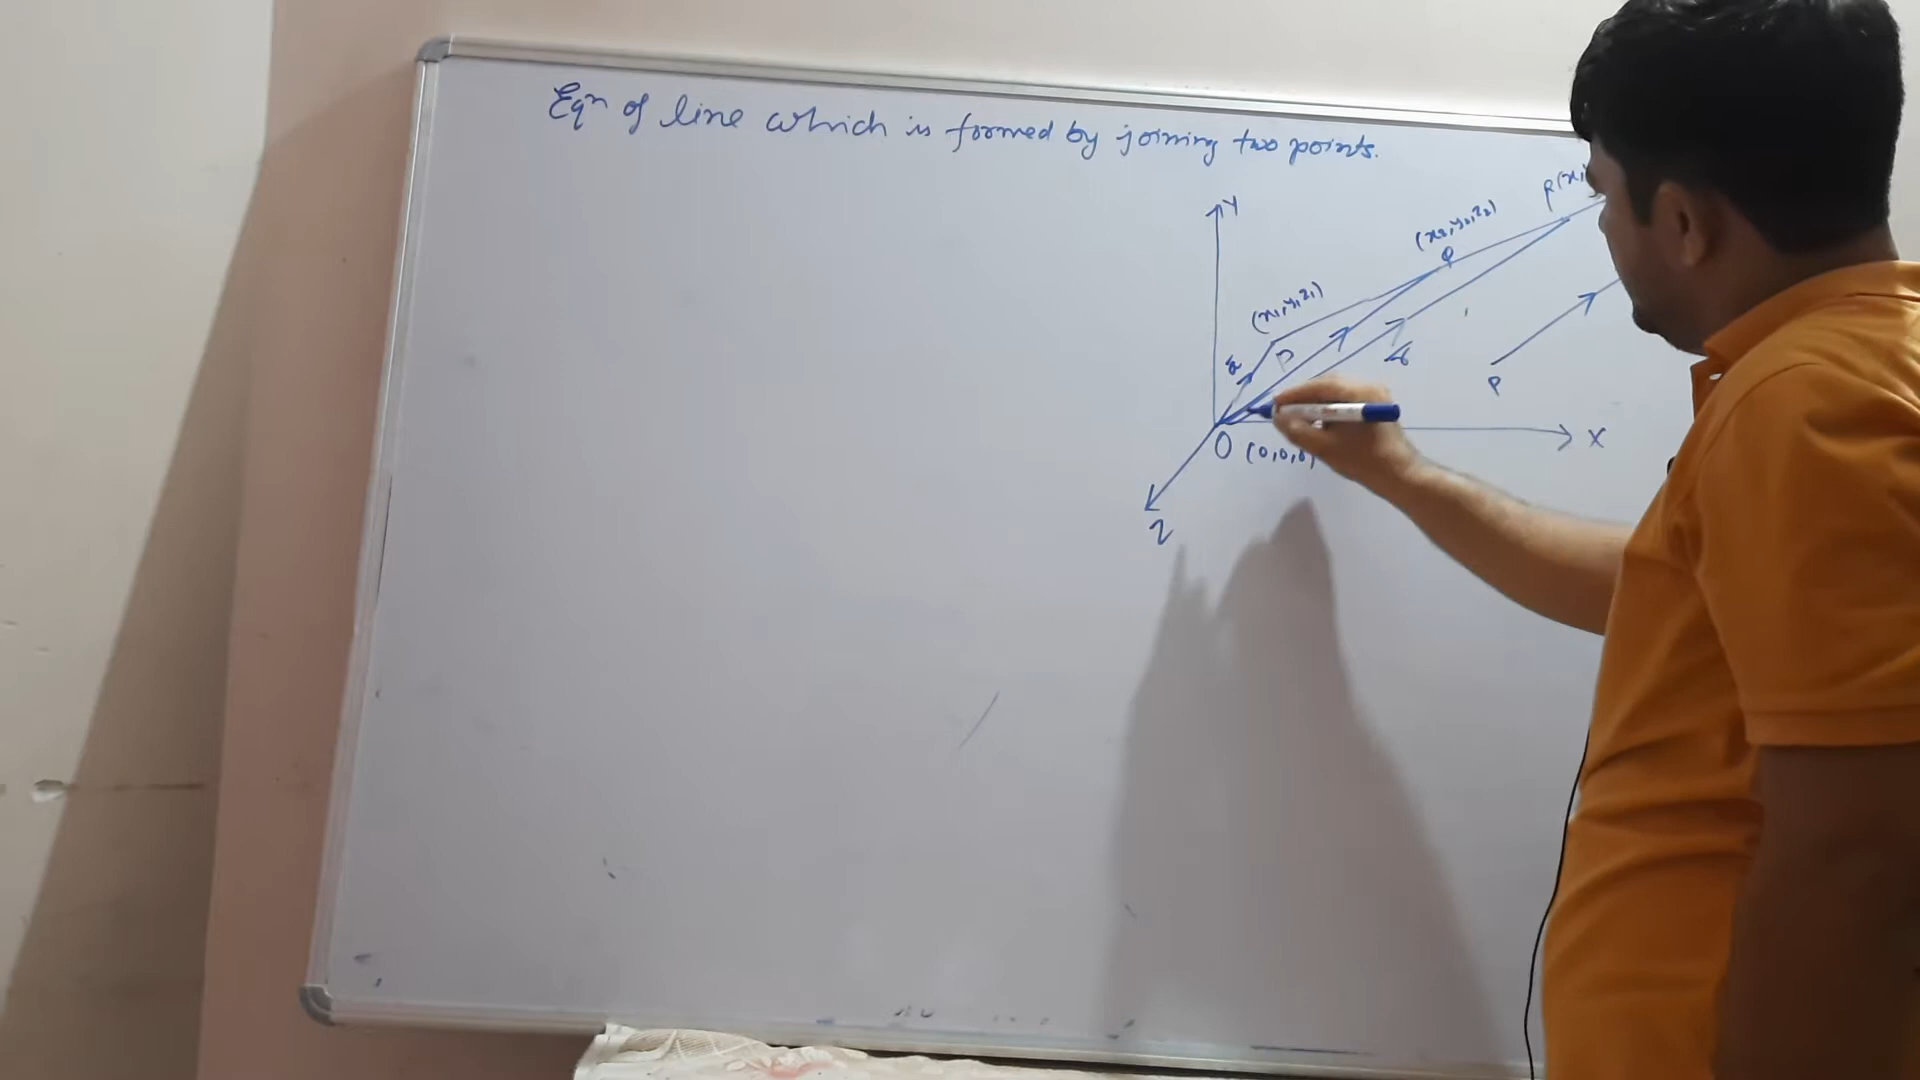 Eqn of line which is formed by joining two points.
Y
(x2,y2,z2)
Q
(x1,y1,z1)
P
P
X
O (0,0,0)
Z